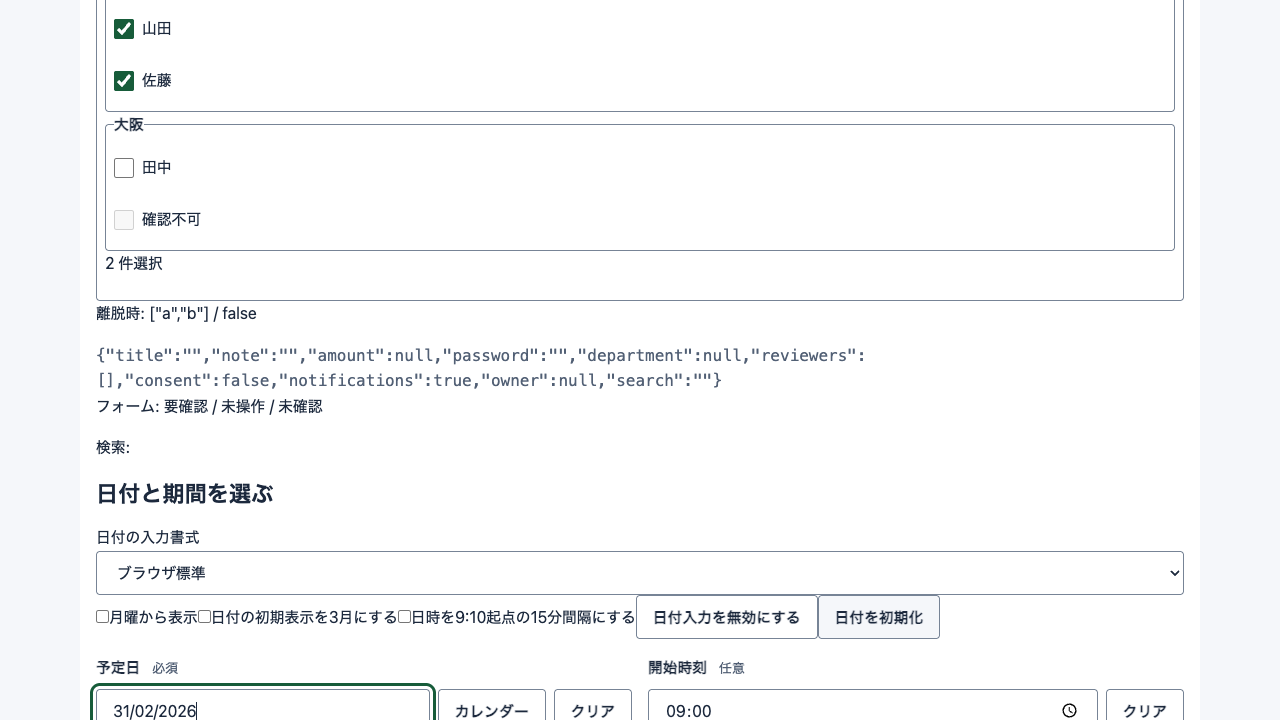 山田
佐藤
大阪
田中
確認不可
2 件選択
離脱時: ["a","b"] / false
{"title":"","note":"","amount":null,"password":"","department":null,"reviewers":
[],"consent":false,"notifications":true,"owner":null,"search":""}
フォーム: 要確認 / 未操作 / 未確認
検索:
日付と期間を選ぶ
日付の入力書式
ブラウザ標準
月曜から表示 日付の初期表示を3月にする 日時を9:10起点の15分間隔にする 日付入力を無効にする 日付を初期化
予定日 必須 開始時刻 任意
31/02/2026 カレンダー クリア 09:00 クリア